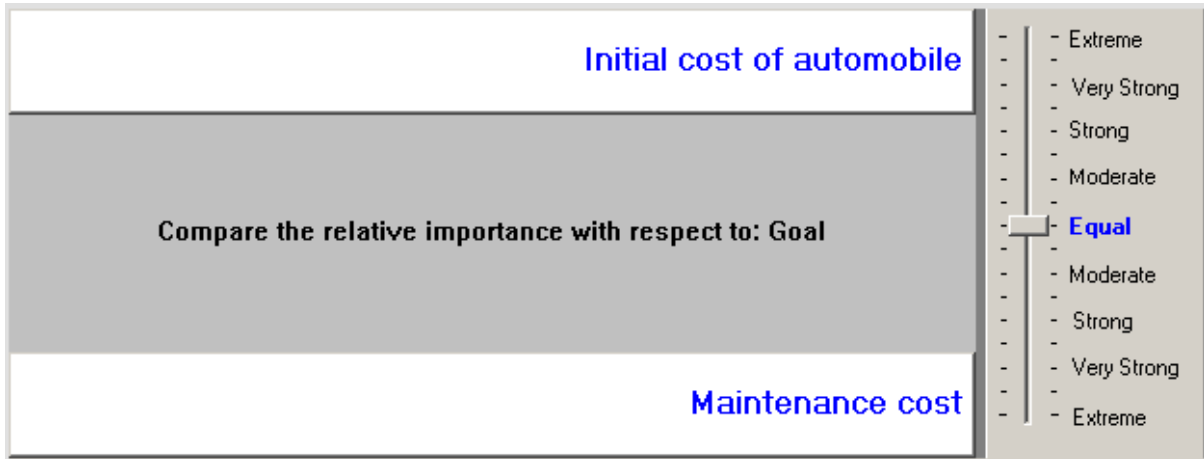 Initial cost of automobile
Compare the relative importance with respect to: Goal
Maintenance cost
Extreme
Very Strong
Strong
Moderate
Equal
Moderate
Strong
Very Strong
Extreme